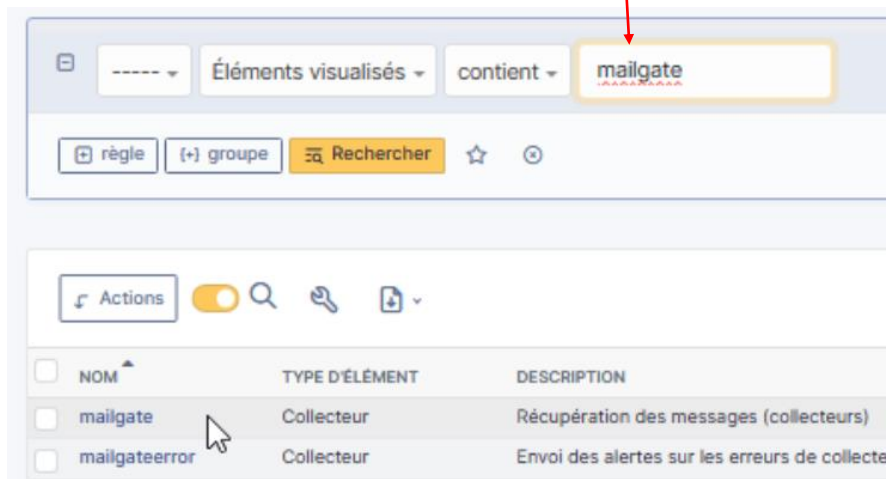 ----- Éléments visualisés contient mailgate
règle {+} groupe Rechercher
Actions
NOM TYPE D'ÉLÉMENT DESCRIPTION
mailgate Collecteur Récupération des messages (collecteurs)
mailgateerror Collecteur Envoi des alertes sur les erreurs de collecte